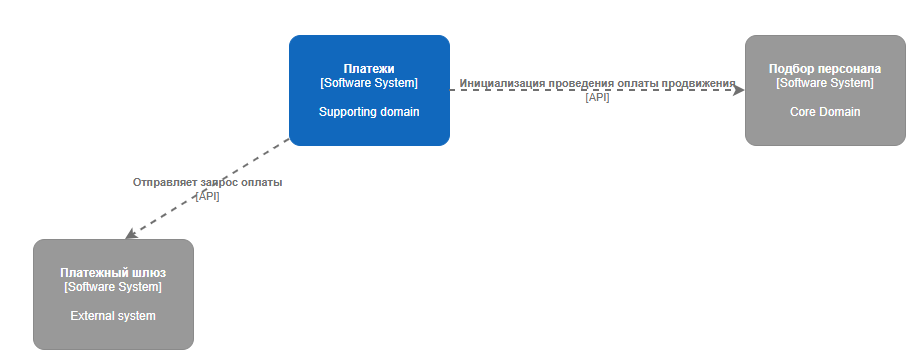 Платежи
[Software System]
Supporting domain
Инициализация проведения оплаты продвижения
[API]
Подбор персонала
[Software System]
Core Domain
Отправляет запрос оплаты
[API]
Платежный шлюз
[Software System]
External system